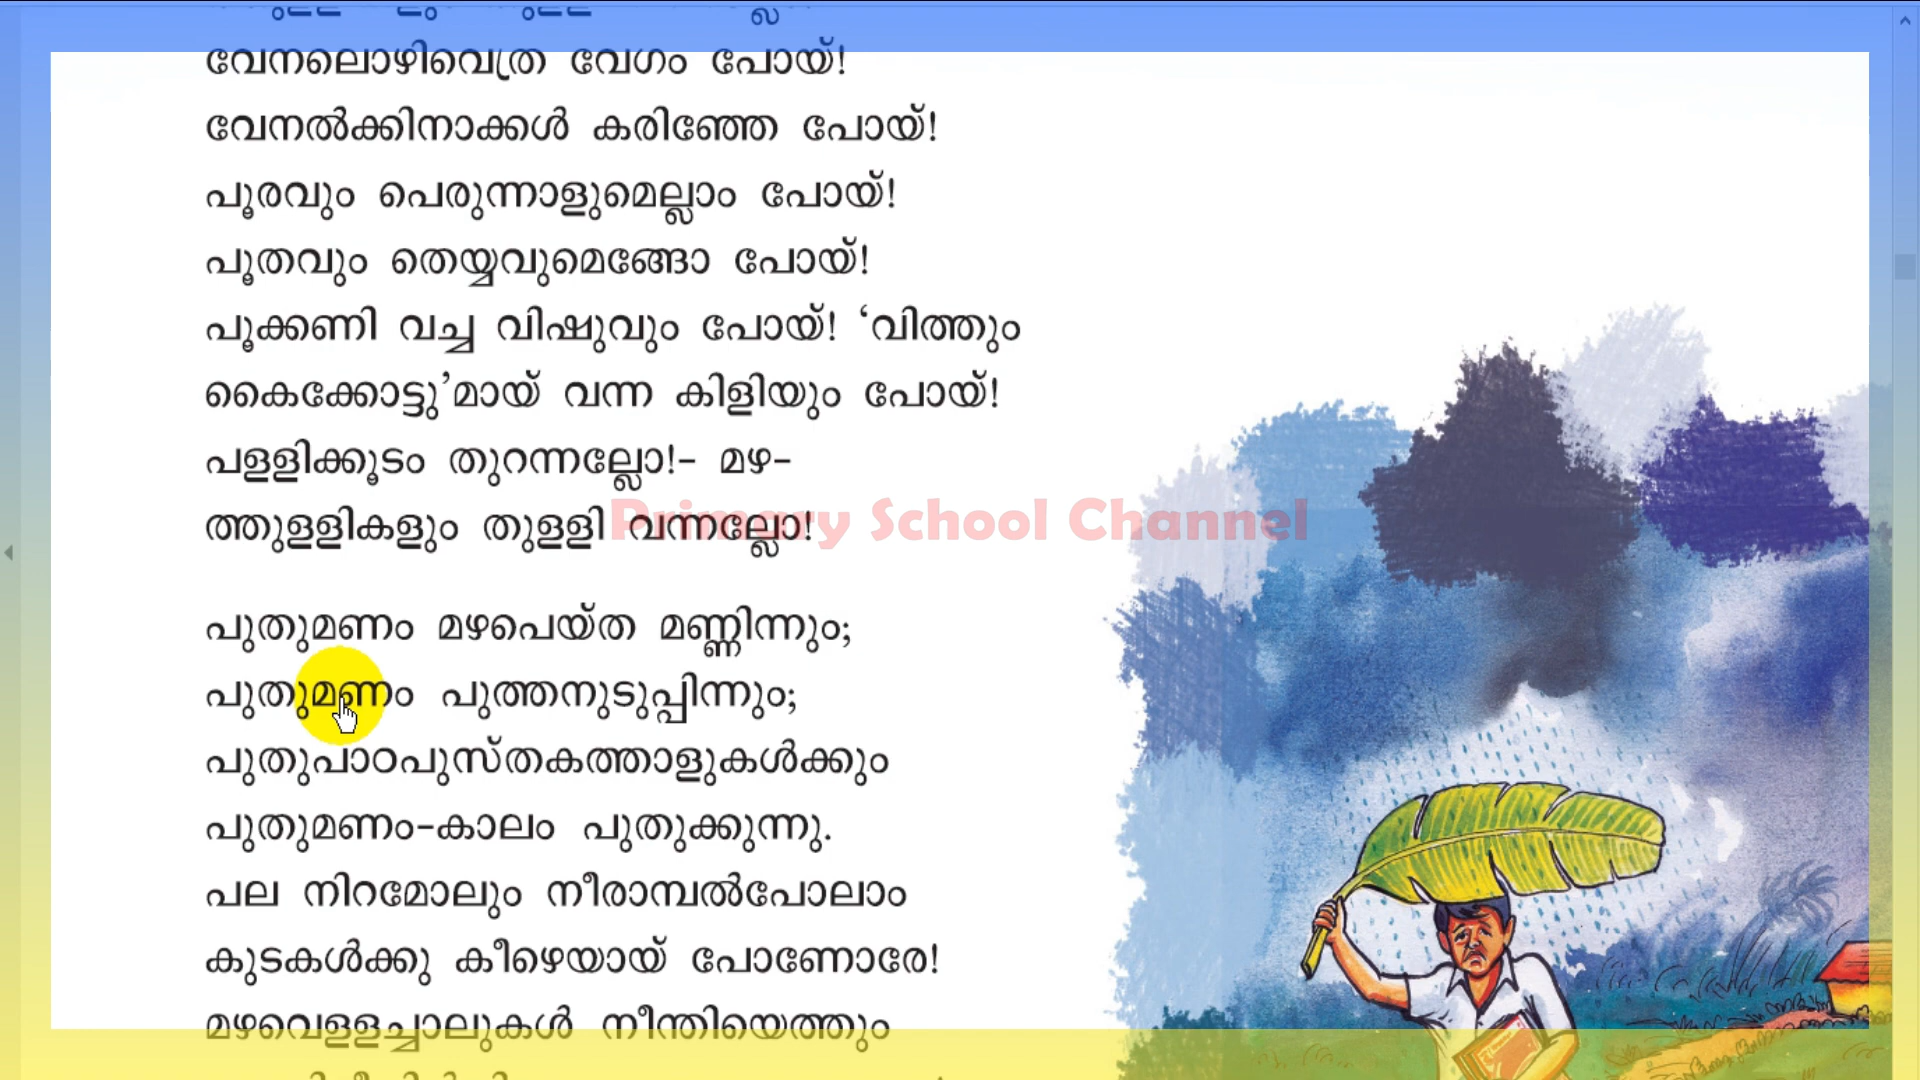 വേനലൊഴിവെത്ര വേഗം പോയ്!
വേനൽക്കിനാക്കൾ കരിഞ്ഞേ പോയ്!
പൂരവും പെരുന്നാളുമെല്ലാം പോയ്!
പൂതവും തെയ്യവുമെങ്ങോ പോയ്!
പൂക്കണി വച്ച വിഷുവും പോയ്! ‘വിത്തും
കൈക്കോട്ടു’മായ് വന്ന കിളിയും പോയ്!
പള്ളിക്കൂടം തുറന്നല്ലോ!- മഴ-
ത്തുള്ളികളും തുള്ളി വന്നല്ലോ!
Primary School Channel
പുതുമണം മഴപെയ്ത മണ്ണിന്നും;
പുതുമണം പുത്തനുടുപ്പിന്നും;
പുതുപാഠപുസ്തകത്താളുകൾക്കും
പുതുമണം-കാലം പുതുക്കുന്നു.
പല നിറമോലും നീരാമ്പൽപോലാം
കുടകൾക്കു കീഴെയായ് പോണോരേ!
മഴവെള്ളച്ചാലുകൾ നീന്തിയെത്തും